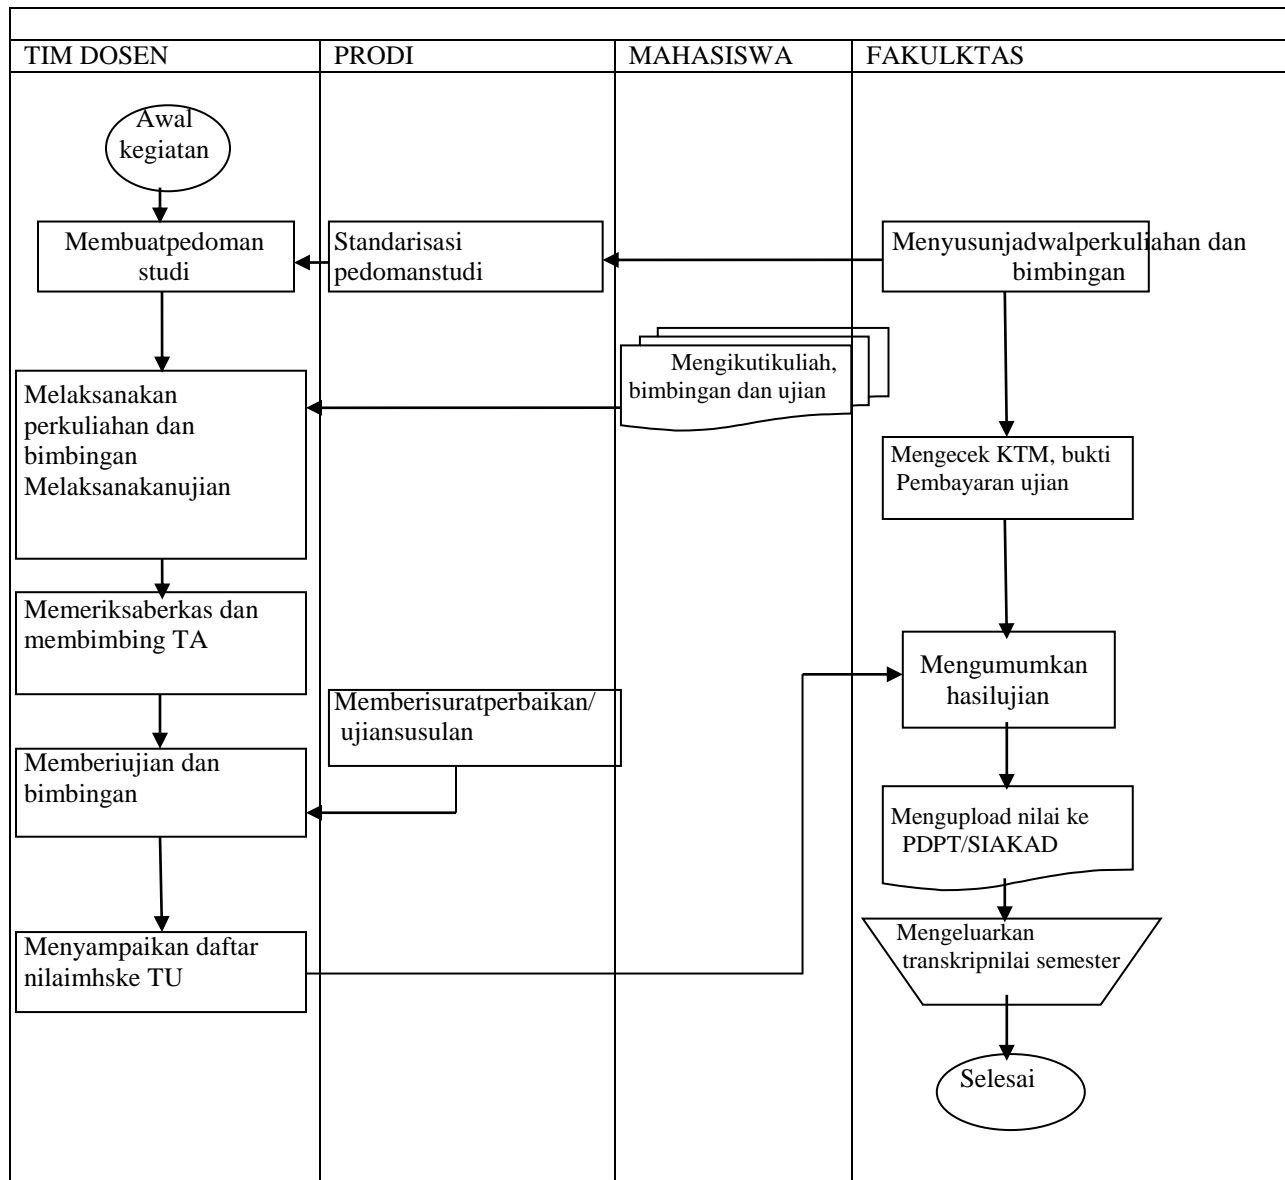 TIM DOSEN
PRODI
MAHASISWA
FAKULKTAS
Awal
kegiatan
Membuatpedoman
studi
Standarisasi
pedomanstudi
Menyusunjadwalperkuliahan dan
bimbingan
Mengikutikuliah,
bimbingan dan ujian
Melaksanakan
perkuliahan dan
bimbingan
Melaksanakanujian
Mengecek KTM, bukti
Pembayaran ujian
Memeriksaberkas dan
membimbing TA
Mengumumkan
hasilujian
Memberisuratperbaikan/
ujiansusulan
Memberiujian dan
bimbingan
Mengupload nilai ke
PDPT/SIAKAD
Menyampaikan daftar
nilaimhske TU
Mengeluarkan
transkripnilai semester
Selesai